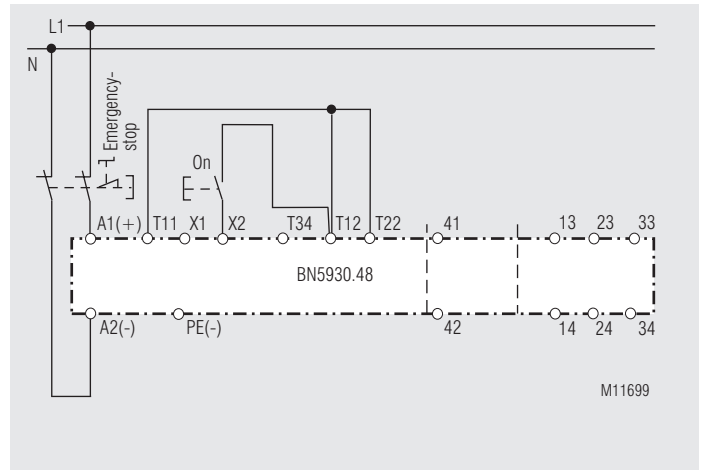 L1
N
Emergency-
stop
On
A1(+) T11 X1 X2 T34 T12 T22 41 13 23 33
BN5930.48
A2(-) PE(-) 42 14 24 34
M11699